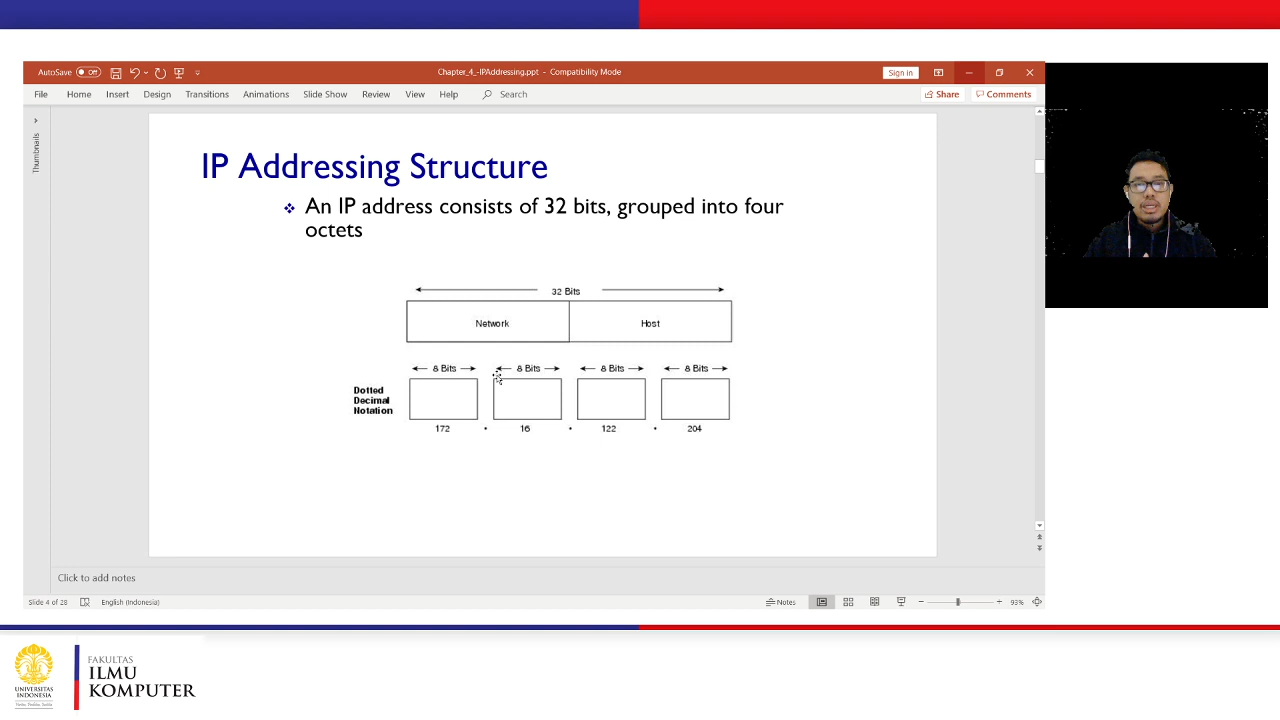 AutoSave Off
Chapter_4_-IPAddressing.ppt - Compatibility Mode
Sign in
File Home Insert Design Transitions Animations Slide Show Review View Help Search
Share Comments
Thumbnails
IP Addressing Structure
An IP address consists of 32 bits, grouped into four
octets
32 Bits
Network Host
8 Bits 8 Bits 8 Bits 8 Bits
Dotted
Decimal
Notation
172 . 16 . 122 . 204
Click to add notes
Slide 4 of 28 English (Indonesia) Notes 93%
UNIVERSITAS
INDONESIA
FAKULTAS
ILMU
KOMPUTER